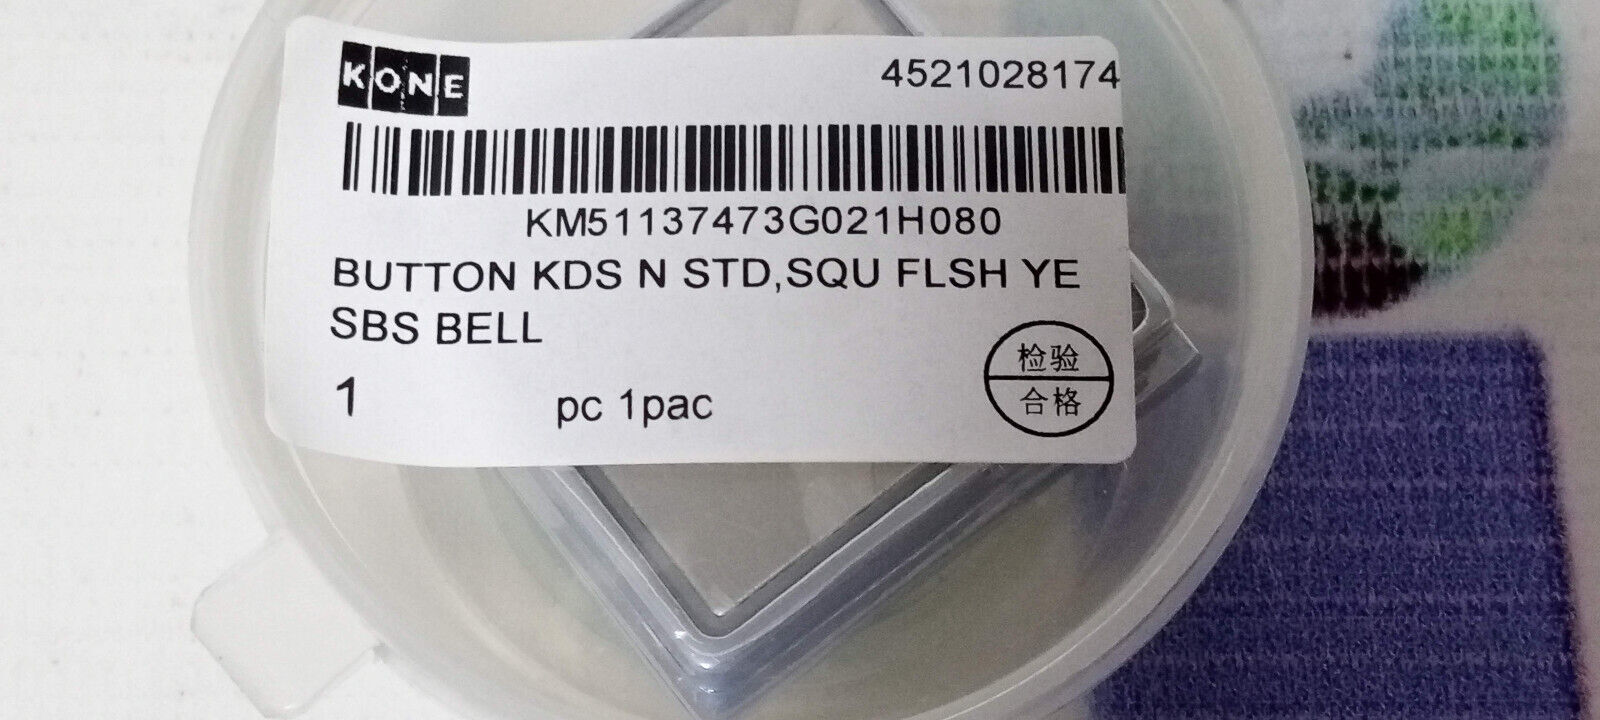 KONE
4521028174
KM51137473G021H080
BUTTON KDS N STD,SQU FLSH YE
SBS BELL
1 pc 1pac
检验
合格